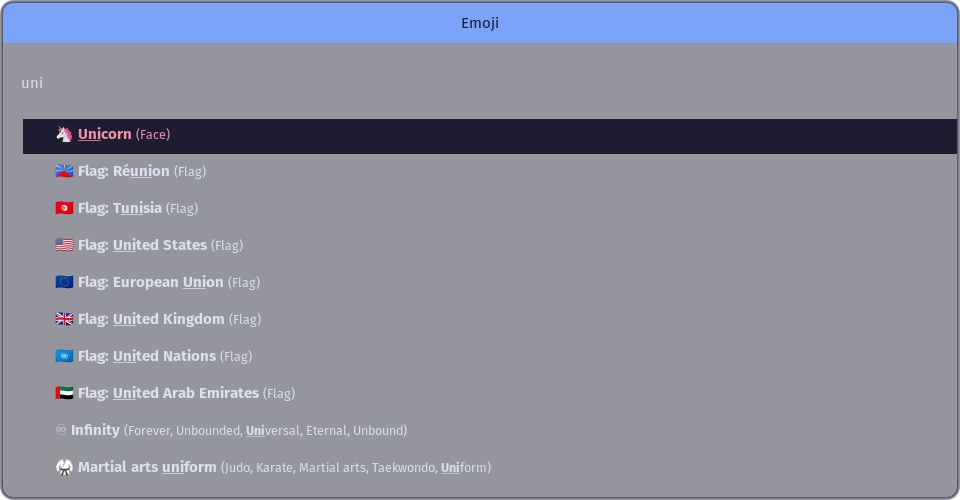 Emoji
uni
🦄 Unicorn (Face)
🇷🇪 Flag: Réunion (Flag)
🇹🇳 Flag: Tunisia (Flag)
🇺🇸 Flag: United States (Flag)
🇪🇺 Flag: European Union (Flag)
🇬🇧 Flag: United Kingdom (Flag)
🇺🇳 Flag: United Nations (Flag)
🇦🇪 Flag: United Arab Emirates (Flag)
♾ Infinity (Forever, Unbounded, Universal, Eternal, Unbound)
🥋 Martial arts uniform (Judo, Karate, Martial arts, Taekwondo, Uniform)